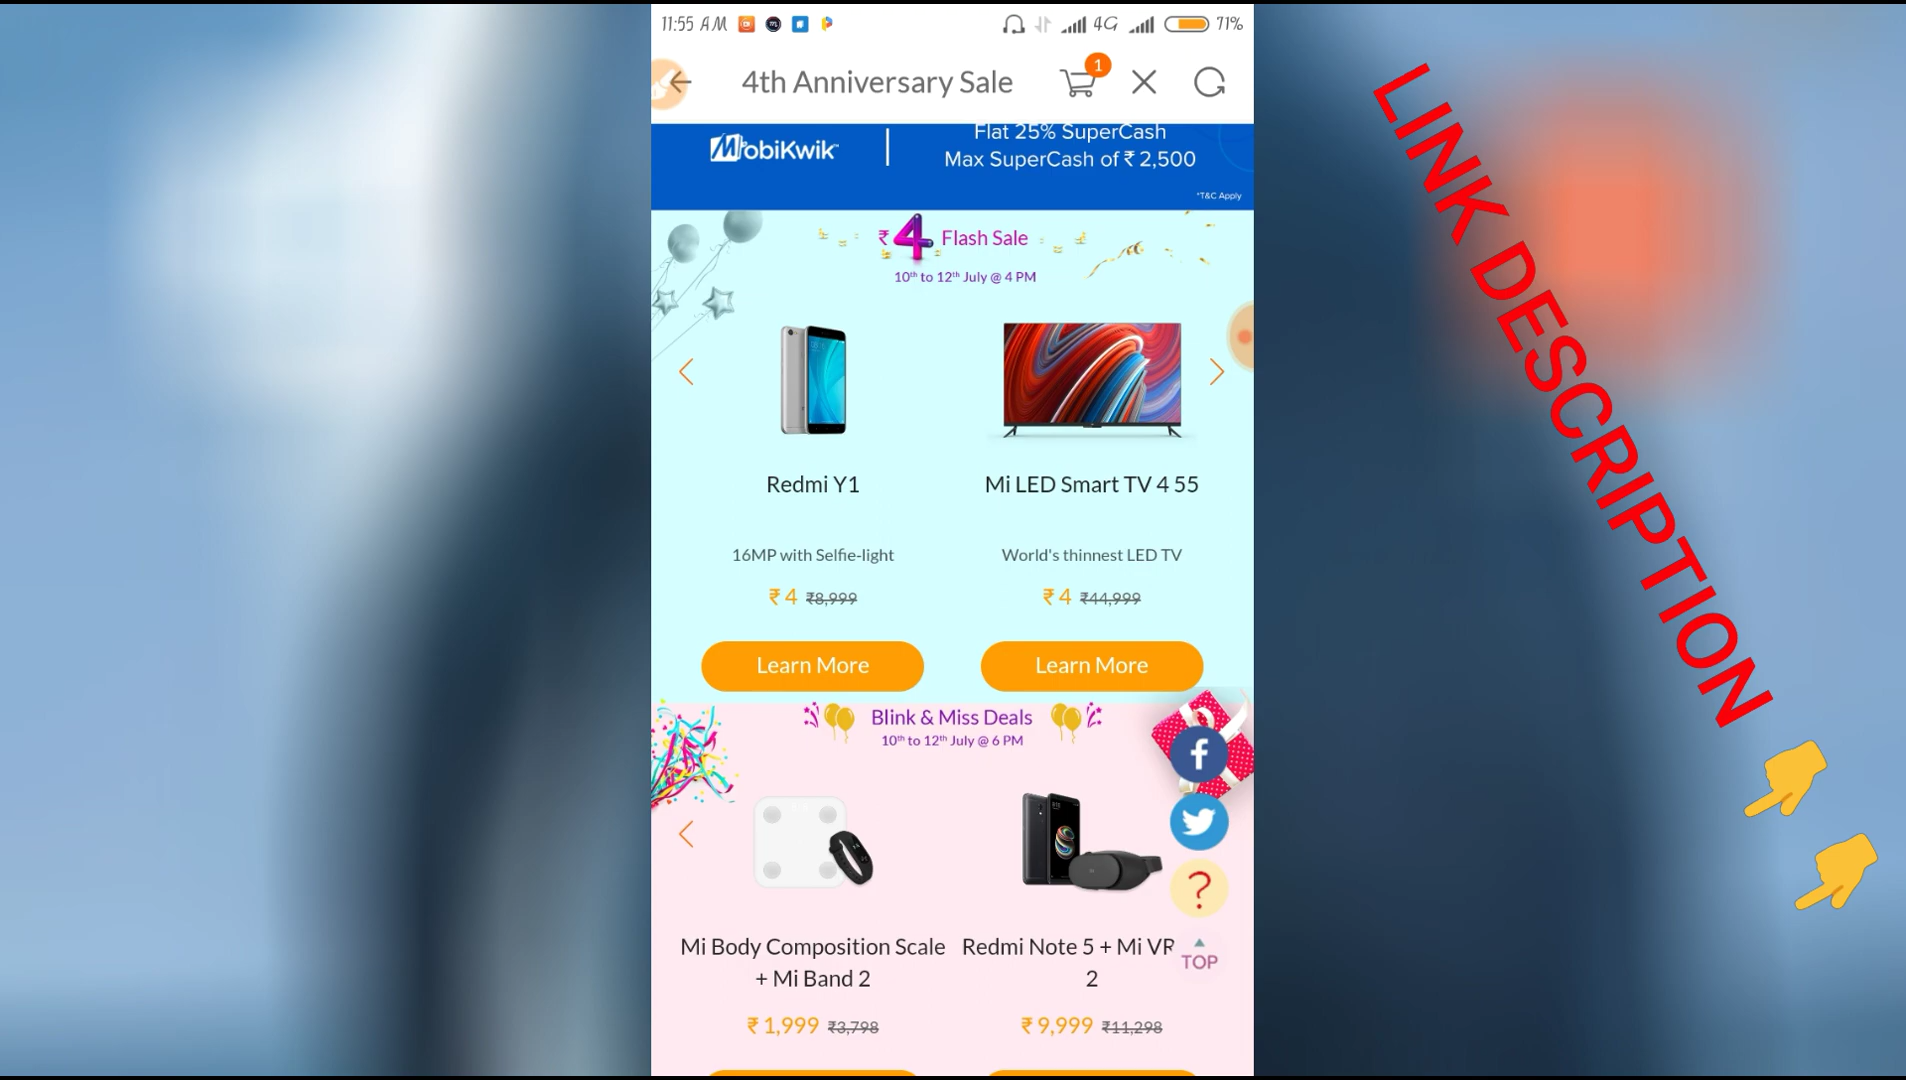 11:55 AM 4G 71%
4th Anniversary Sale 1
MobiKwik
Flat 25% SuperCash
Max SuperCash of ₹ 2,500
*T&C Apply
₹ 4 Flash Sale
10th to 12th July @ 4 PM
Redmi Y1
Mi LED Smart TV 4 55
16MP with Selfie-light
World's thinnest LED TV
₹ 4 ₹8,999
₹ 4 ₹44,999
Learn More
Learn More
Blink & Miss Deals
10th to 12th July @ 6 PM
Mi Body Composition Scale
+ Mi Band 2
Redmi Note 5 + Mi VR
2
?
TOP
₹ 1,999 ₹3,798
₹ 9,999 ₹11,298
LINK DESCRIPTION